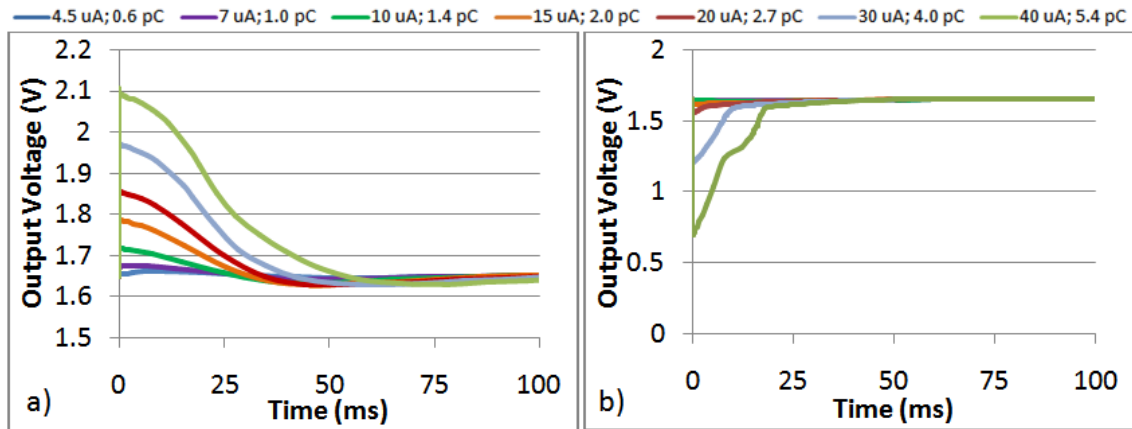 4.5 uA; 0.6 pC 7 uA; 1.0 pC 10 uA; 1.4 pC 15 uA; 2.0 pC 20 uA; 2.7 pC 30 uA; 4.0 pC 40 uA; 5.4 pC
Output Voltage (V)
2.2
2.1
2
1.9
1.8
1.7
1.6
1.5
0 25 50 75 100
a)
Time (ms)
Output Voltage (V)
2
1.5
1
0.5
0
0 25 50 75 100
b)
Time (ms)